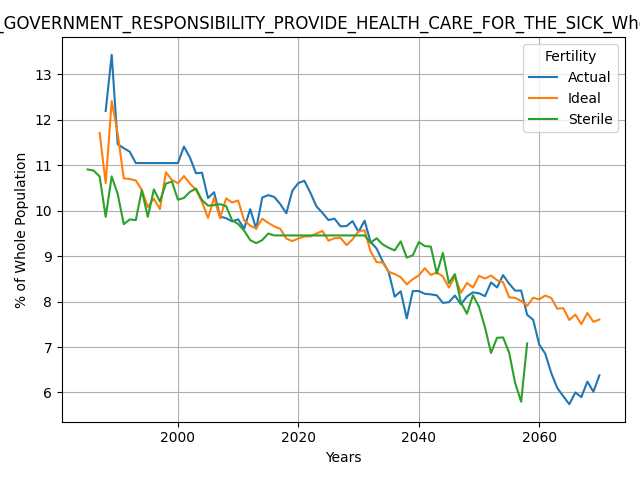 _GOVERNMENT_RESPONSIBILITY_PROVIDE_HEALTH_CARE_FOR_THE_SICK_Who
Fertility
Actual
Ideal
Sterile
% of Whole Population
13
12
11
10
9
8
7
6
2000 2020 2040 2060
Years